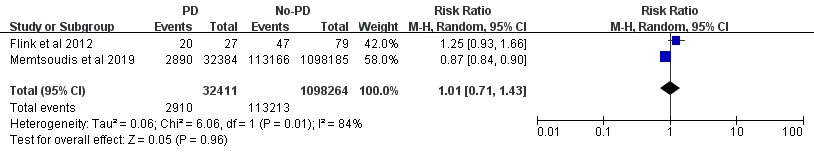 PD No-PD Risk Ratio Risk Ratio
Study or Subgroup Events Total Events Total Weight M-H, Random, 95% CI M-H, Random, 95% CI
Flink et al 2012 20 27 47 79 42.0% 1.25 [0.93, 1.66]
Memtsoudis et al 2019 2890 32384 113166 1098185 58.0% 0.87 [0.84, 0.90]
Total (95% CI) 32411 1098264 100.0% 1.01 [0.71, 1.43]
Total events 2910 113213
Heterogeneity: Tau² = 0.06; Chi² = 6.06, df = 1 (P = 0.01); I² = 84%
Test for overall effect: Z = 0.05 (P = 0.96)
0.01 0.1 1 10 100